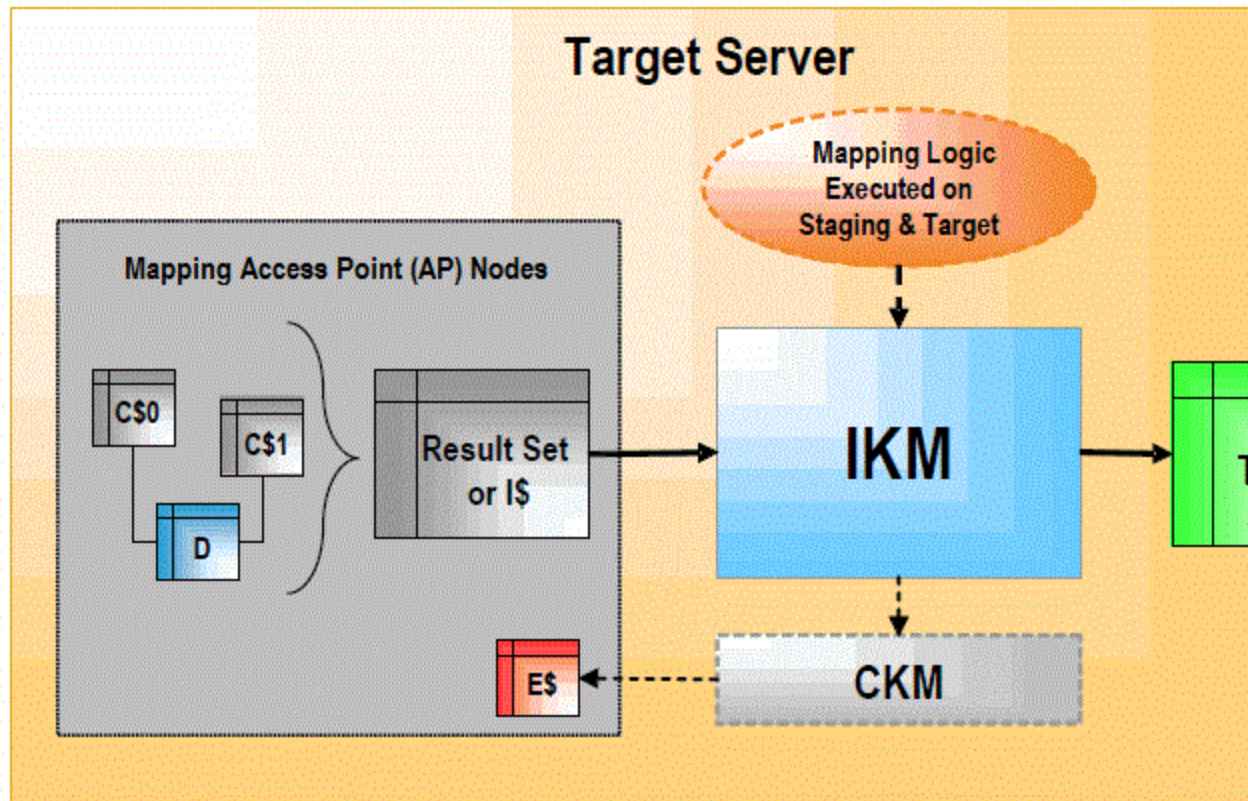 Target Server
Mapping Logic
Executed on
Staging & Target
Mapping Access Point (AP) Nodes
C$0
C$1
D
Result Set
or I$
IKM
T
E$
CKM